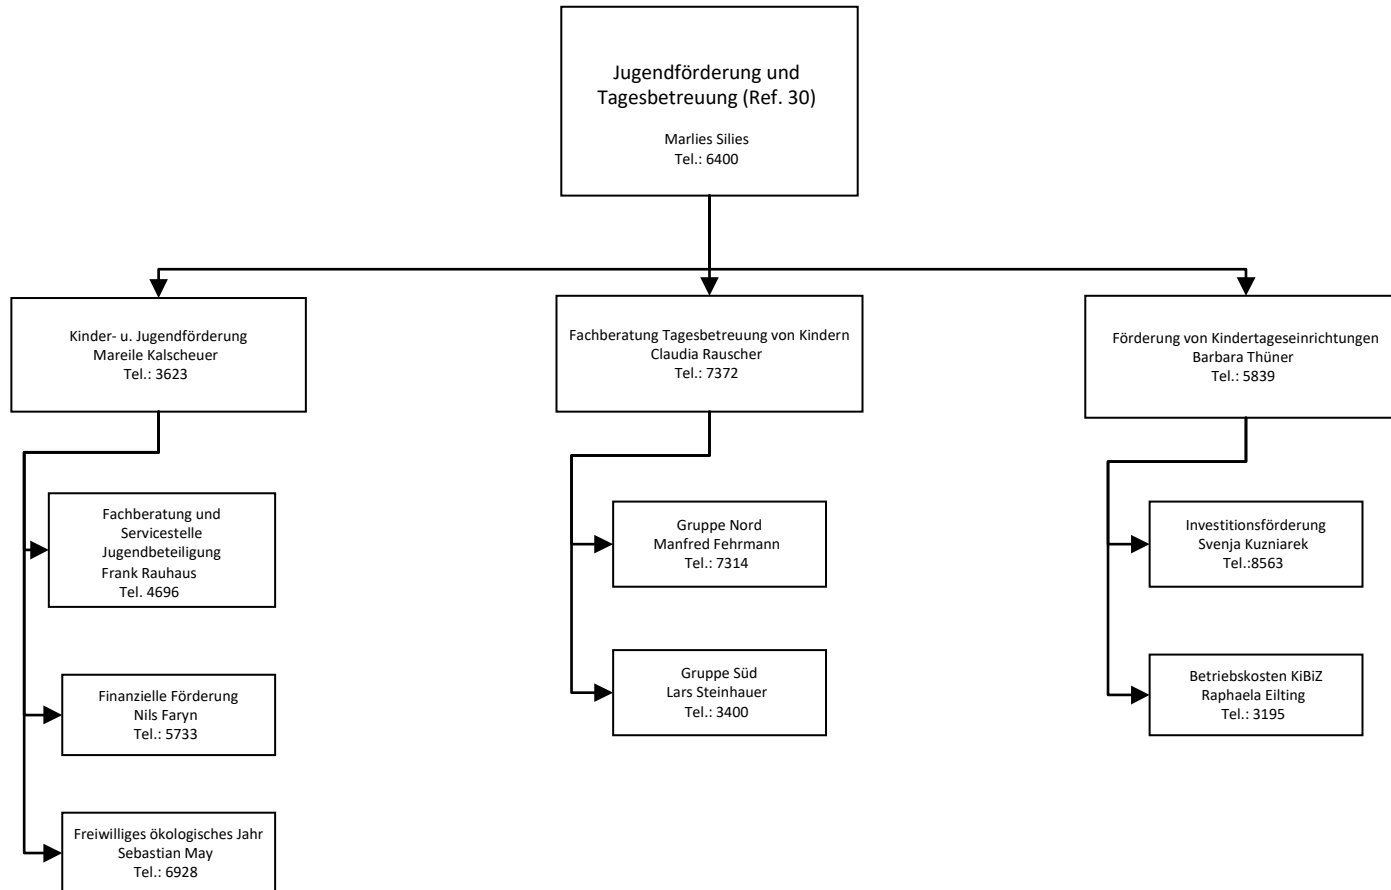 Jugendförderung und
Tagesbetreuung (Ref. 30)
Marlies Silies
Tel.: 6400
Kinder- u. Jugendförderung
Mareile Kalscheuer
Tel.: 3623
Fachberatung Tagesbetreuung von Kindern
Claudia Rauscher
Tel.: 7372
Förderung von Kindertageseinrichtungen
Barbara Thüner
Tel.: 5839
Fachberatung und
Servicestelle
Jugendbeteiligung
Frank Rauhaus
Tel. 4696
Finanzielle Förderung
Nils Faryn
Tel.: 5733
Freiwilliges ökologisches Jahr
Sebastian May
Tel.: 6928
Gruppe Nord
Manfred Fehrmann
Tel.: 7314
Gruppe Süd
Lars Steinhauer
Tel.: 3400
Investitionsförderung
Svenja Kuzniarek
Tel.:8563
Betriebskosten KiBiZ
Raphaela Eilting
Tel.: 3195